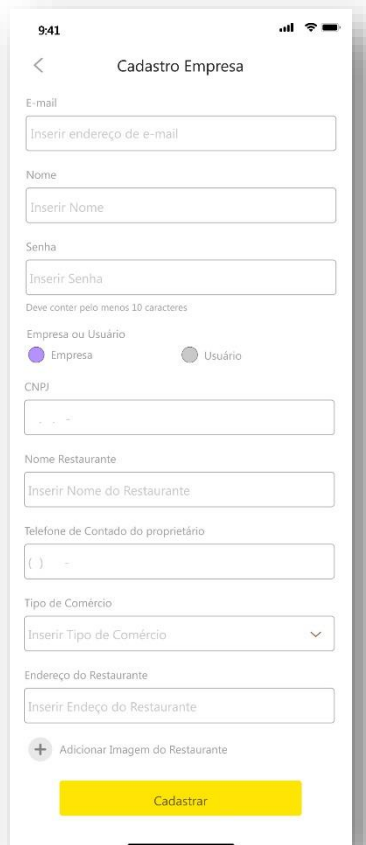 9:41
Cadastro Empresa
E-mail
Inserir endereço de e-mail
Nome
Inserir Nome
Senha
Inserir Senha
Deve conter pelo menos 10 caracteres
Empresa ou Usuário
Empresa Usuário
CNPJ
. . -
Nome Restaurante
Inserir Nome do Restaurante
Telefone de Contado do proprietário
( ) -
Tipo de Comércio
Inserir Tipo de Comércio
Endereço do Restaurante
Inserir Endeço do Restaurante
+ Adicionar Imagem do Restaurante
Cadastrar